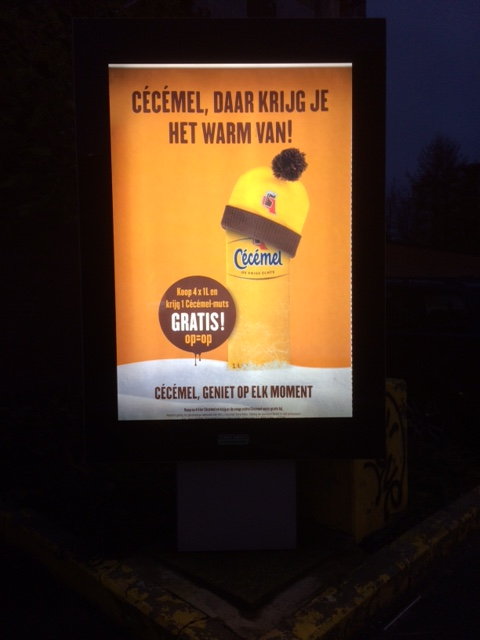 CÉCÉMEL, DAAR KRIJG JE
HET WARM VAN!
Cécémel
Koop 4 x 1L en
krijg 1 Cécémel-muts
GRATIS!
op=op
CÉCÉMEL, GENIET OP ELK MOMENT